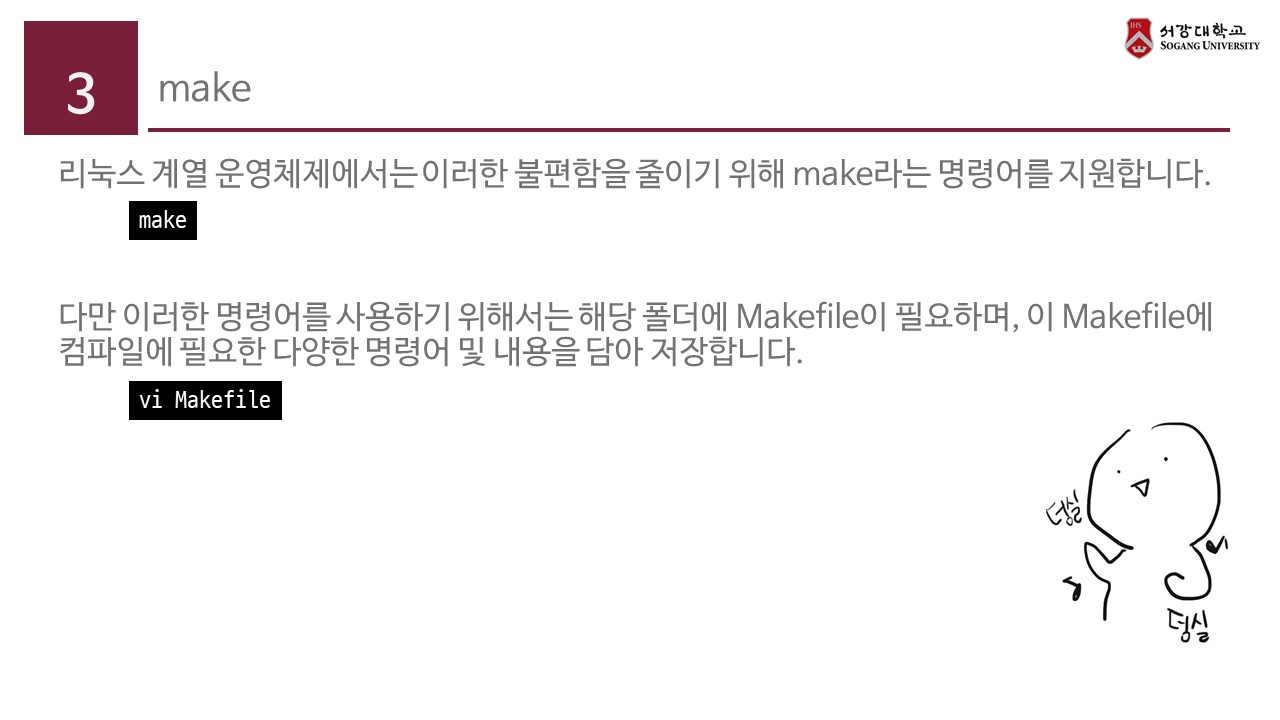 IHS
서강대학교
SOGANG UNIVERSITY
3
make
리눅스 계열 운영체제에서는 이러한 불편함을 줄이기 위해 make라는 명령어를 지원합니다.
make
다만 이러한 명령어를 사용하기 위해서는 해당 폴더에 Makefile이 필요하며, 이 Makefile에
컴파일에 필요한 다양한 명령어 및 내용을 담아 저장합니다.
vi Makefile
덩실
덩실